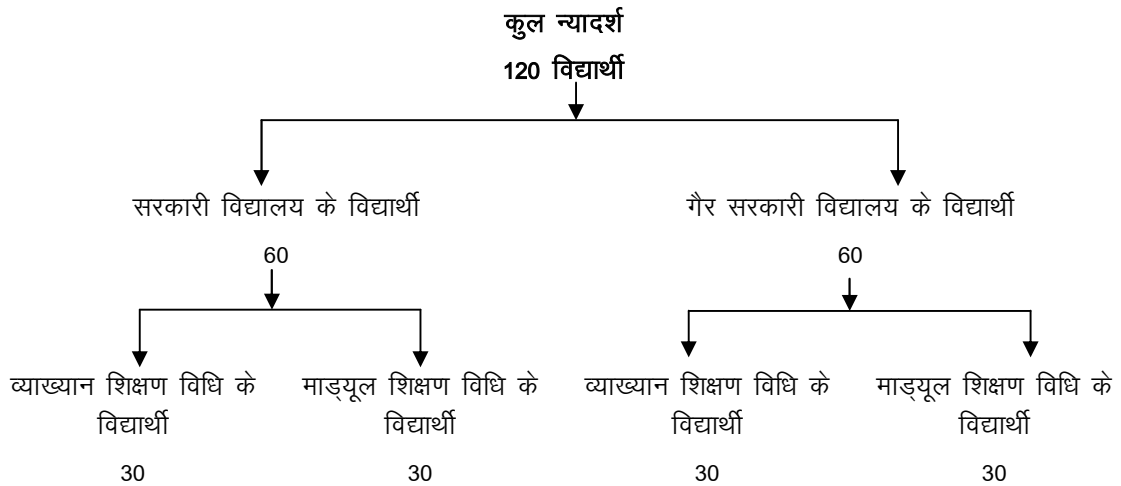 कुल न्यादर्श
120 विद्यार्थी
सरकारी विद्यालय के विद्यार्थी
गैर सरकारी विद्यालय के विद्यार्थी
60
60
व्याख्यान शिक्षण विधि के
विद्यार्थी
30
माड्यूल शिक्षण विधि के
विद्यार्थी
30
व्याख्यान शिक्षण विधि के
विद्यार्थी
30
माड्यूल शिक्षण विधि के
विद्यार्थी
30